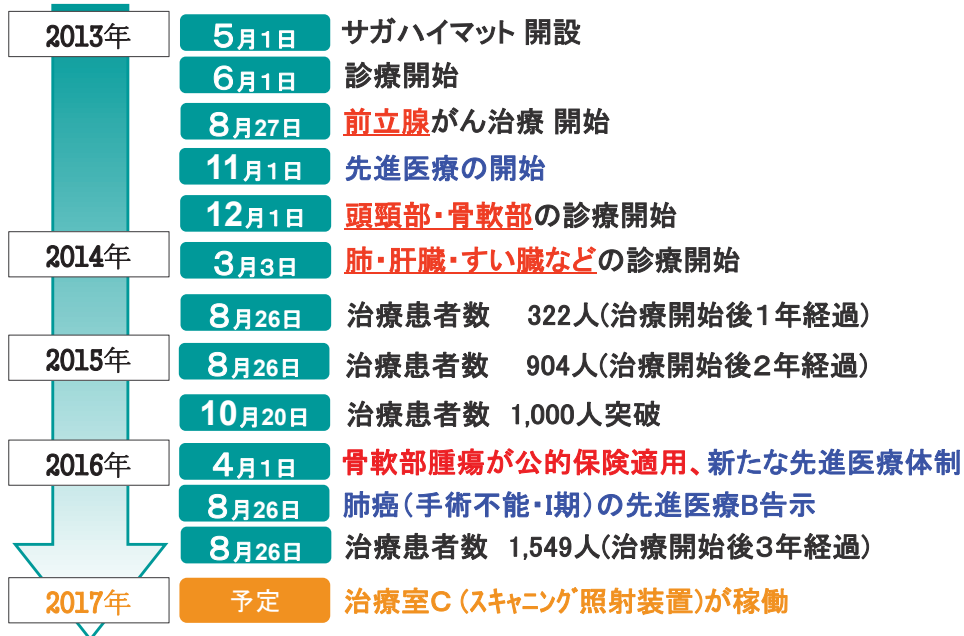 2013年 5月1日 サガハイマット 開設
6月1日 診療開始
8月27日 前立腺がん治療 開始
11月1日 先進医療の開始
12月1日 頭頸部・骨軟部の診療開始
2014年 3月3日 肺・肝臓・すい臓などの診療開始
8月26日 治療患者数 322人(治療開始後1年経過)
2015年 8月26日 治療患者数 904人(治療開始後2年経過)
10月20日 治療患者数 1,000人突破
2016年 4月1日 骨軟部腫瘍が公的保険適用、新たな先進医療体制
8月26日 肺癌(手術不能・I期)の先進医療B告示
8月26日 治療患者数 1,549人(治療開始後3年経過)
2017年 予定 治療室C(スキャニング照射装置)が稼働